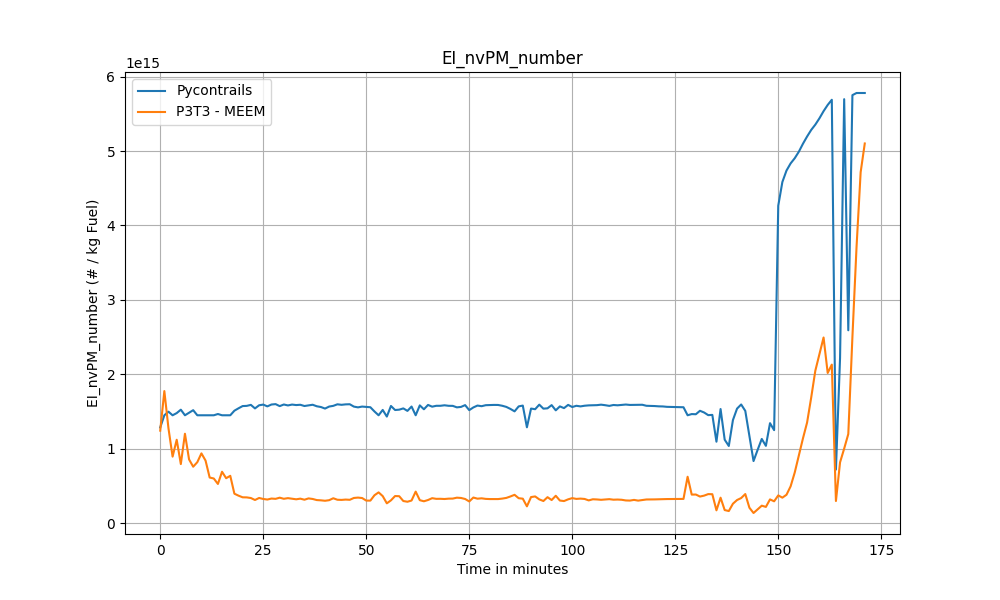 EI_nvPM_number
1e15
Pycontrails
P3T3 - MEEM
EI_nvPM_number (# / kg Fuel)
6
5
4
3
2
1
0
0 25 50 75 100 125 150 175
Time in minutes